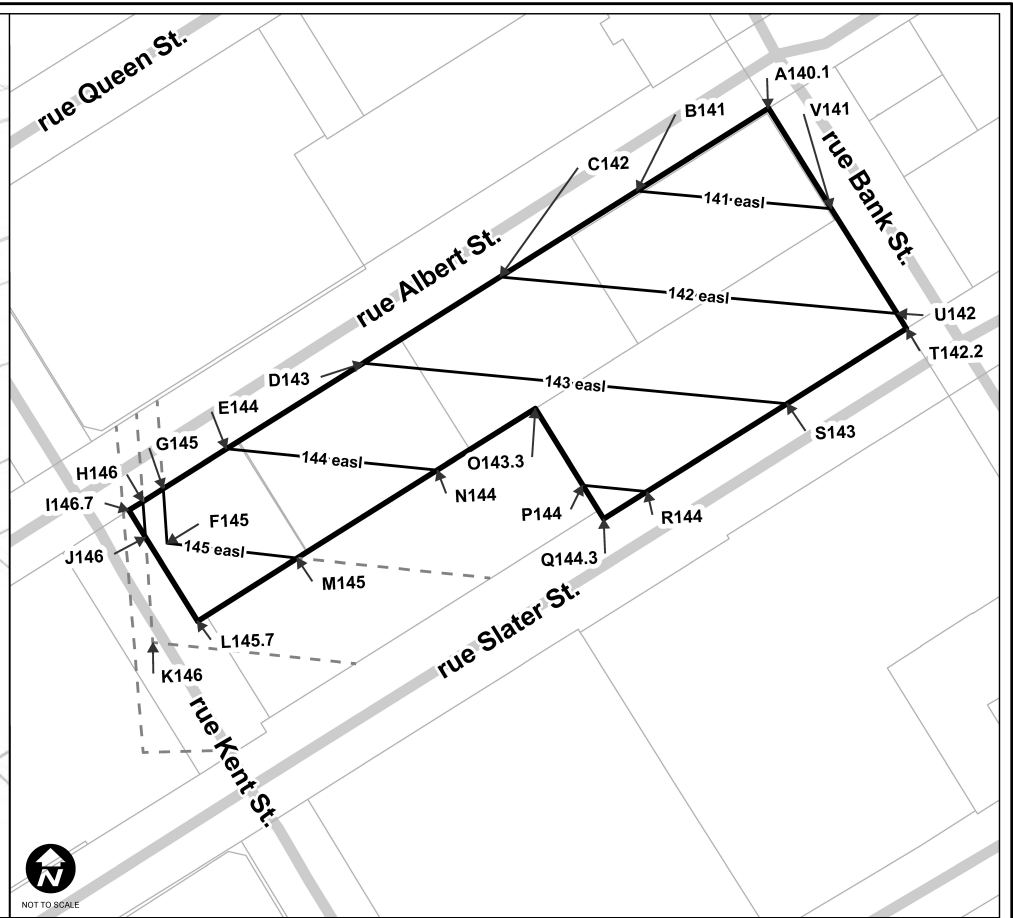 rue Queen St.
A140.1
B141
V141
C142
rue Bank St.
141 easl
rue Albert St.
142 easl
U142
T142.2
D143
143 easl
E144
S143
G145
144 easl
O143.3
H146
N144
I146.7
P144
R144
F145
J146
145 easl
Q144.3
M145
L145.7
rue Slater St.
K146
rue Kent St.
N
NOT TO SCALE